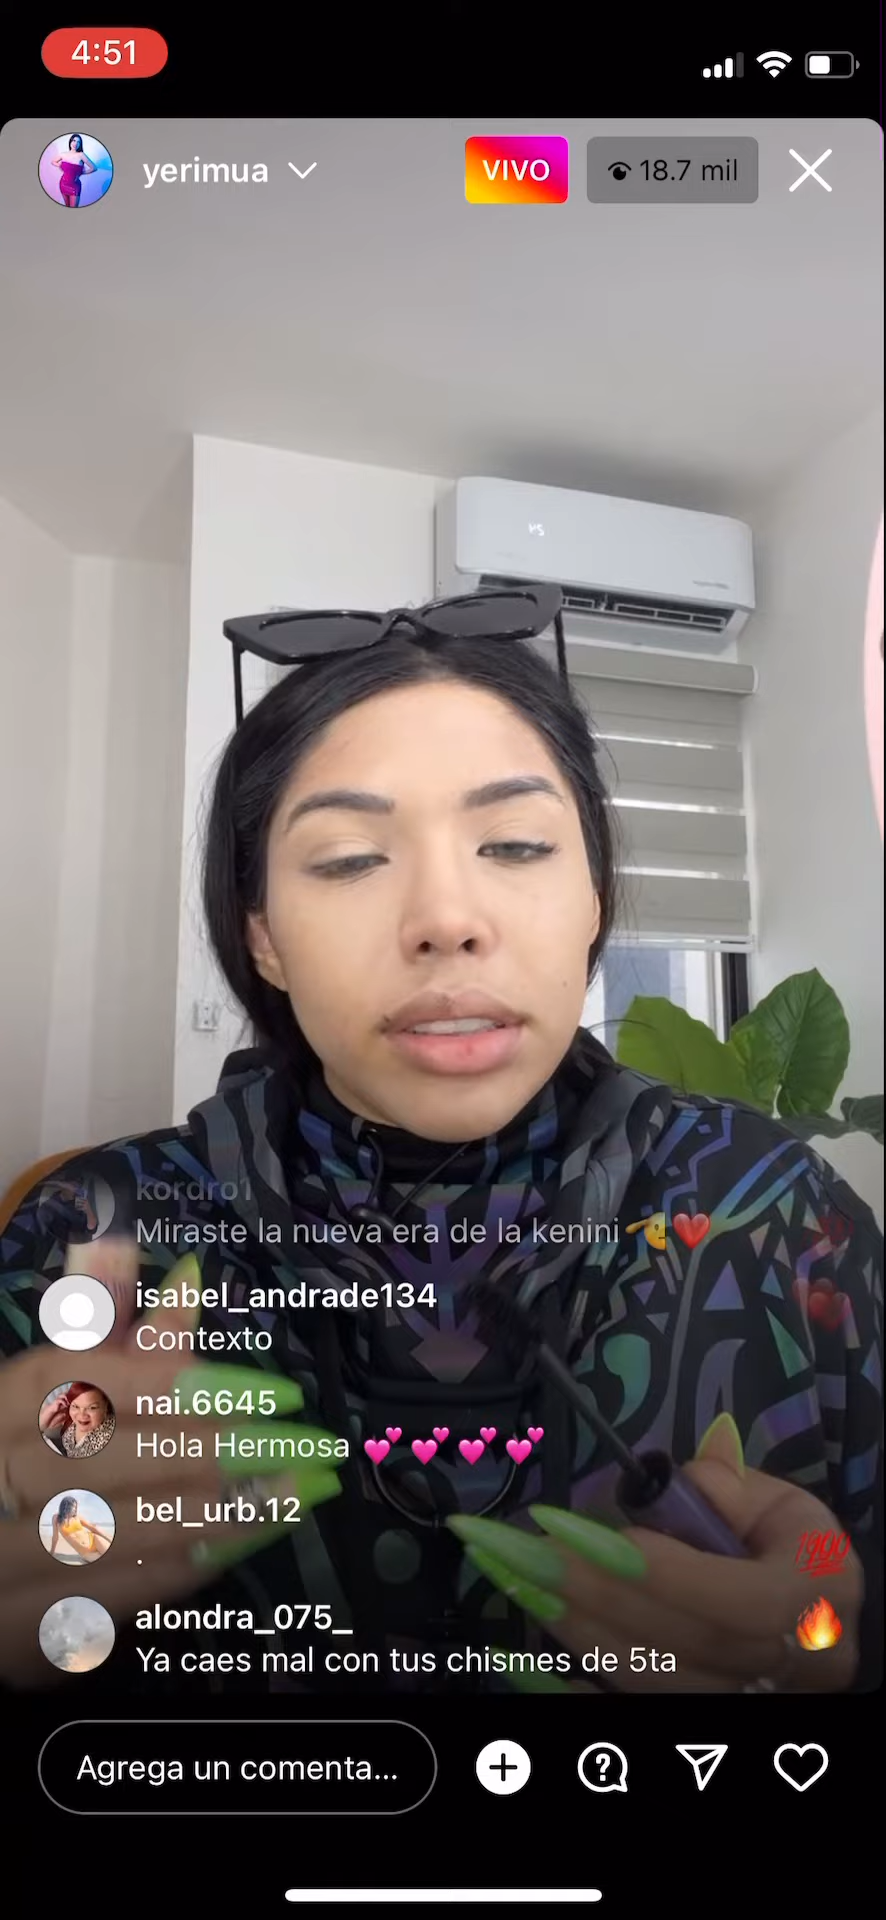 4:51
yerimua
VIVO
18.7 mil
kordro1
Miraste la nueva era de la kenini 🫡💔
isabel_andrade134
Contexto
nai.6645
Hola Hermosa 💕 💕 💕 💕
bel_urb.12
.
alondra_075_
Ya caes mal con tus chismes de 5ta
Agrega un comenta...